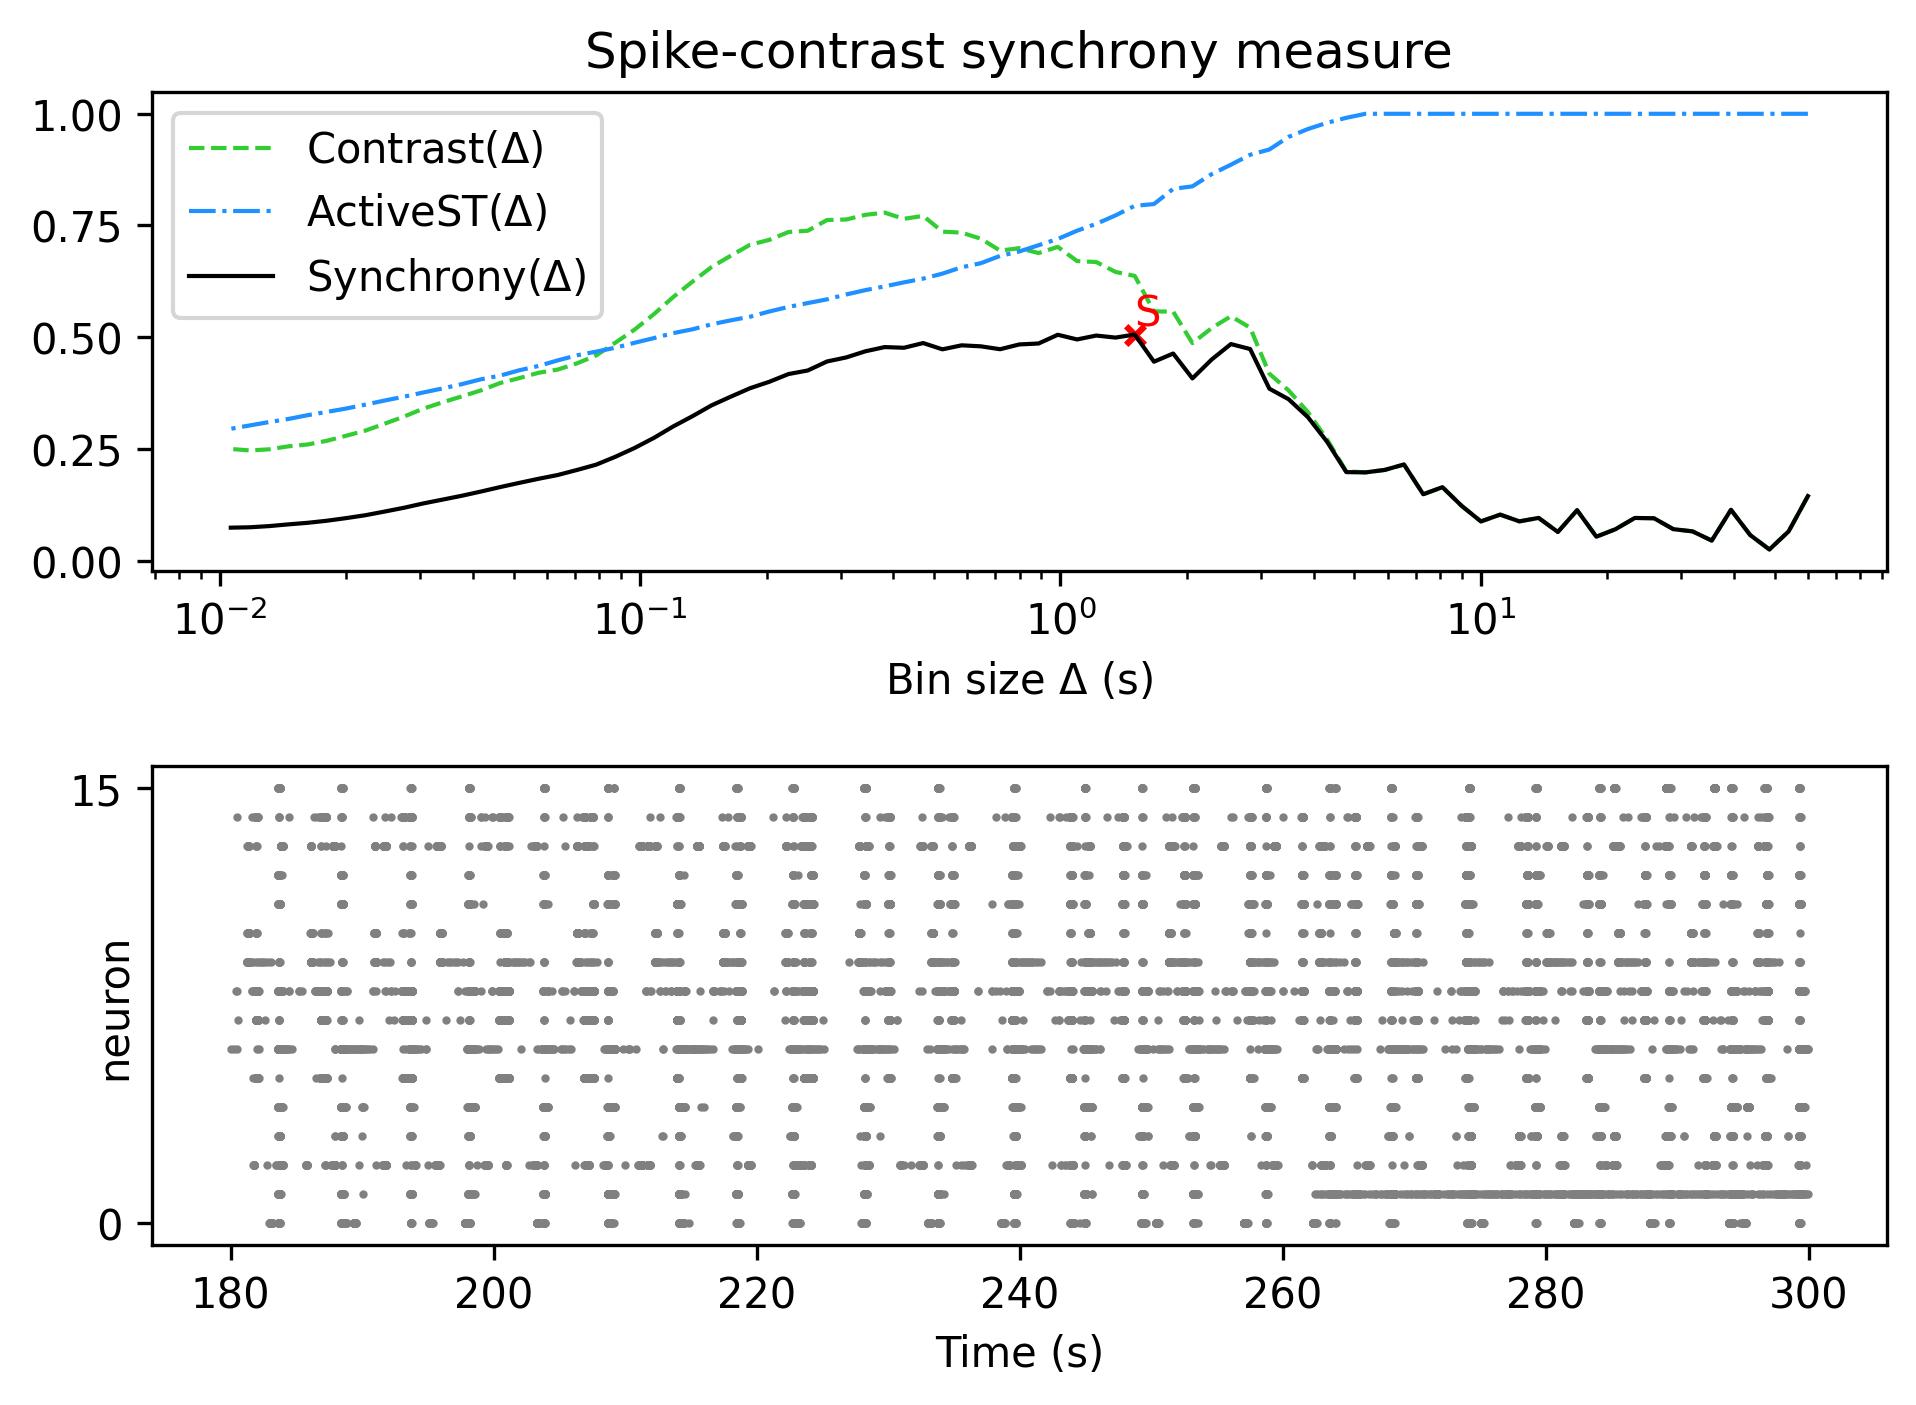 Spike-contrast synchrony measure
1.00
0.75
0.50
0.25
0.00
Contrast(Δ)
ActiveST(Δ)
Synchrony(Δ)
S
10⁻² 10⁻¹ 10⁰ 10¹
Bin size Δ (s)
15
0
neuron
180 200 220 240 260 280 300
Time (s)